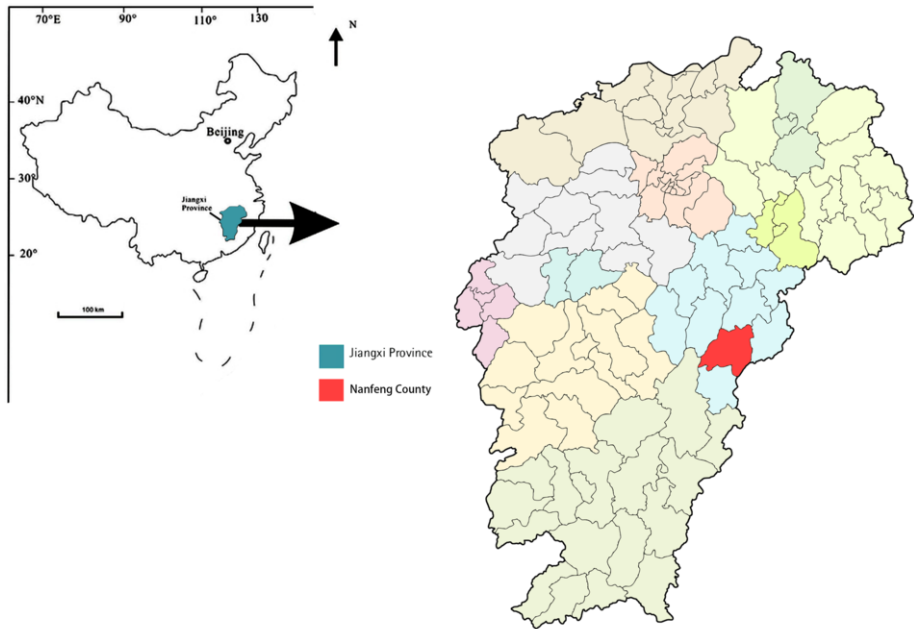 70°E
90°
110°
130
N
40°N
Beijing
30°
Jiangxi
Province
20°
100 km
Jiangxi Province
Nanfeng County